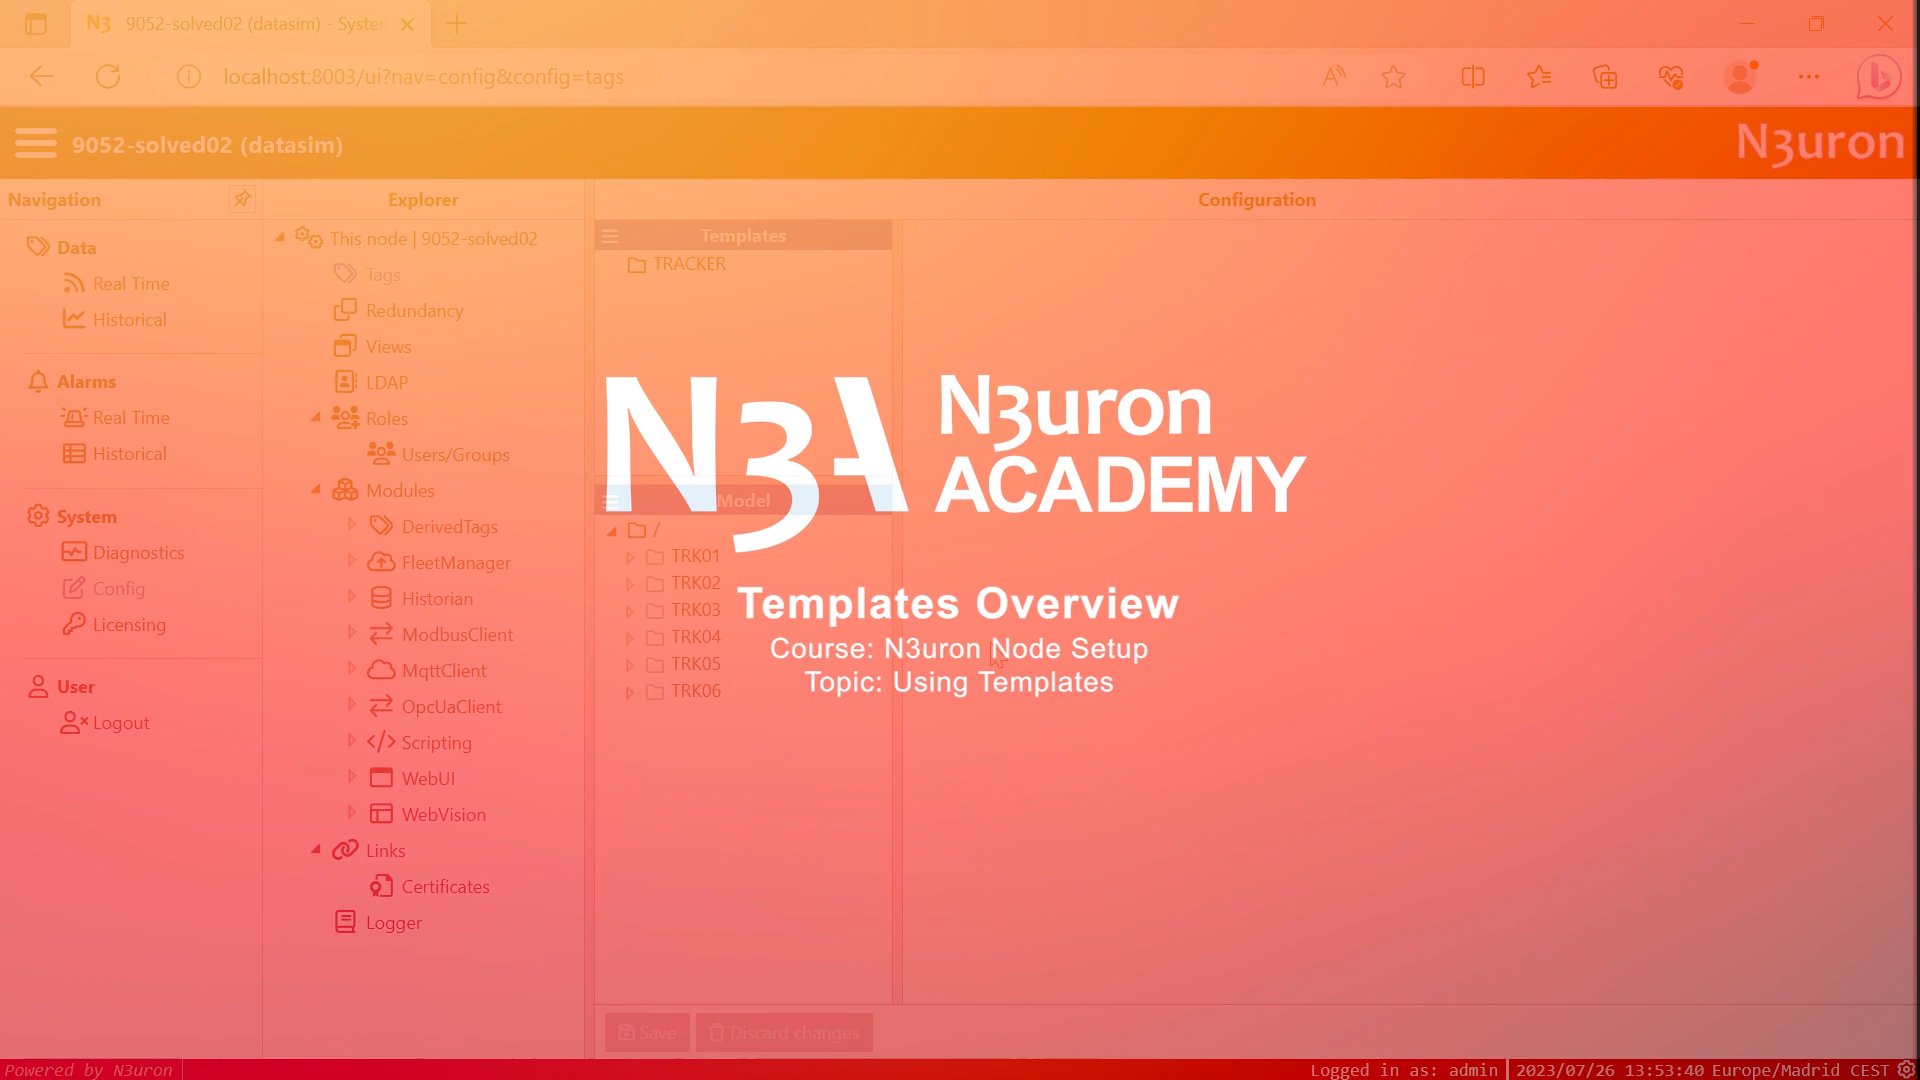 N3 9052-solved02 (datasim) - Syste
localhost:8003/ui?nav=config&config=tags
9052-solved02 (datasim)
N3uron
Navigation
Explorer
Configuration
Data
Real Time
Historical
Alarms
Real Time
Historical
System
Diagnostics
Config
Licensing
User
Logout
This node | 9052-solved02
Tags
Redundancy
Views
LDAP
Roles
Users/Groups
Modules
DerivedTags
FleetManager
Historian
ModbusClient
MqttClient
OpcUaClient
Scripting
WebUI
WebVision
Links
Certificates
Logger
Templates
TRACKER
Model
/
TRK01
TRK02
TRK03
TRK04
TRK05
TRK06
N3A
N3uron
ACADEMY
Templates Overview
Course: N3uron Node Setup
Topic: Using Templates
Save
Discard changes
Powered by N3uron
Logged in as: admin
2023/07/26 13:53:40 Europe/Madrid CEST